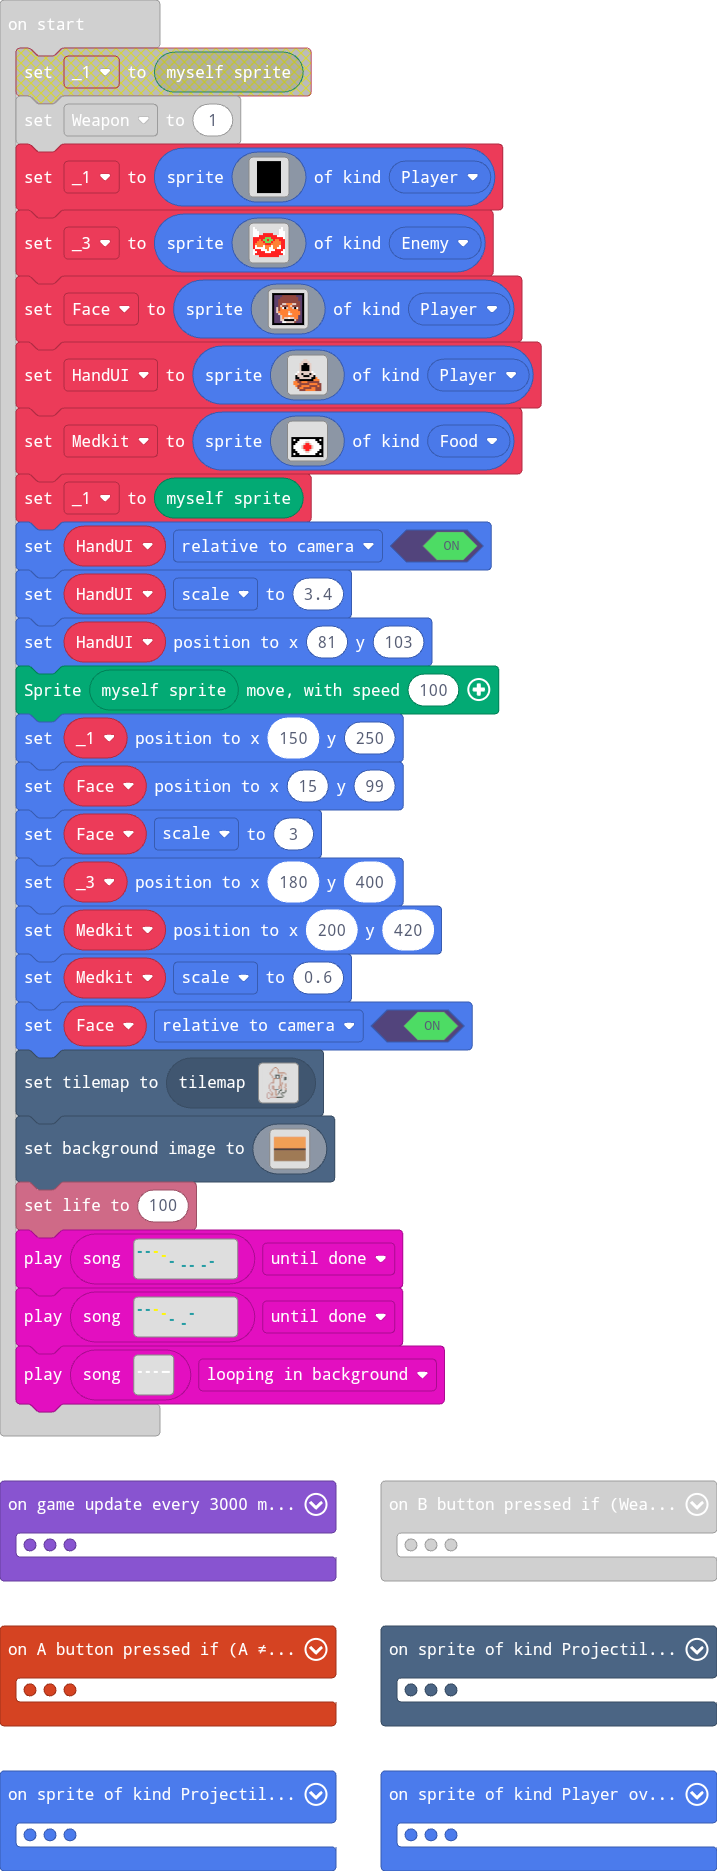 on start
set _1 to myself sprite
set Weapon to 1
set _1 to sprite of kind Player
set _3 to sprite of kind Enemy
set Face to sprite of kind Player
set HandUI to sprite of kind Player
set Medkit to sprite of kind Food
set _1 to myself sprite
set HandUI relative to camera ON
set HandUI scale to 3.4
set HandUI position to x 81 y 103
Sprite myself sprite move, with speed 100
set _1 position to x 150 y 250
set Face position to x 15 y 99
set Face scale to 3
set _3 position to x 180 y 400
set Medkit position to x 200 y 420
set Medkit scale to 0.6
set Face relative to camera ON
set tilemap to tilemap
set background image to
set life to 100
play song until done
play song until done
play song looping in background
on game update every 3000 m...
on B button pressed if (Wea...
on A button pressed if (A ≠...
on sprite of kind Projectil...
on sprite of kind Projectil...
on sprite of kind Player ov...